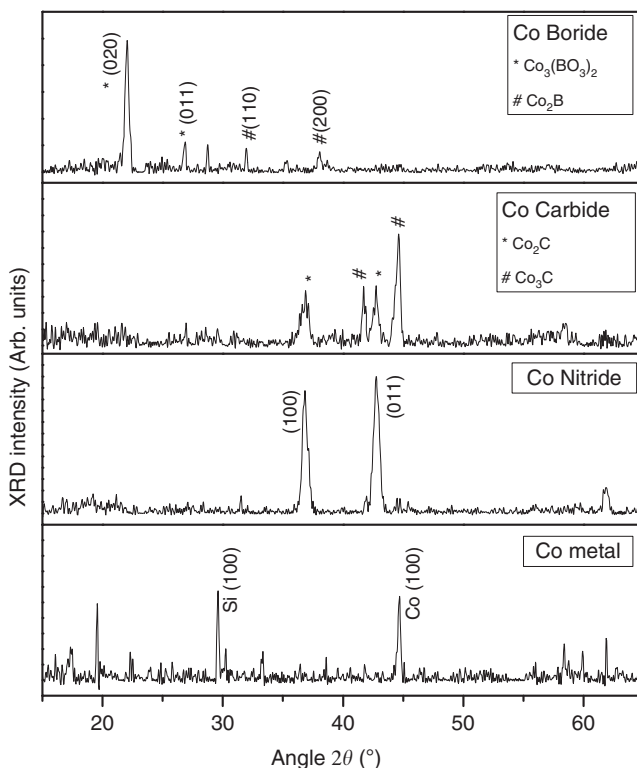 Co Boride
* Co₃(BO₃)₂
# Co₂B
* (020)
* (011)
#(110)
#(200)
Co Carbide
* Co₂C
# Co₃C
*
#
*
#
Co Nitride
(100)
(011)
Co metal
Si (100)
Co (100)
XRD intensity (Arb. units)
20 30 40 50 60
Angle 2θ (°)